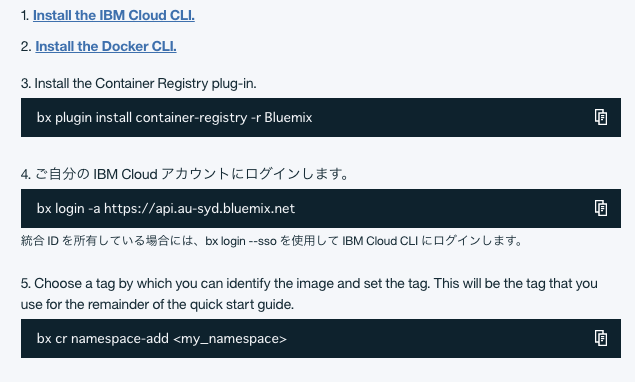 1. Install the IBM Cloud CLI.
2. Install the Docker CLI.
3. Install the Container Registry plug-in.
bx plugin install container-registry -r Bluemix
4. ご自分の IBM Cloud アカウントにログインします。
bx login -a https://api.au-syd.bluemix.net
統合 ID を所有している場合には、bx login --sso を使用して IBM Cloud CLI にログインします。
5. Choose a tag by which you can identify the image and set the tag. This will be the tag that you
use for the remainder of the quick start guide.
bx cr namespace-add <my_namespace>